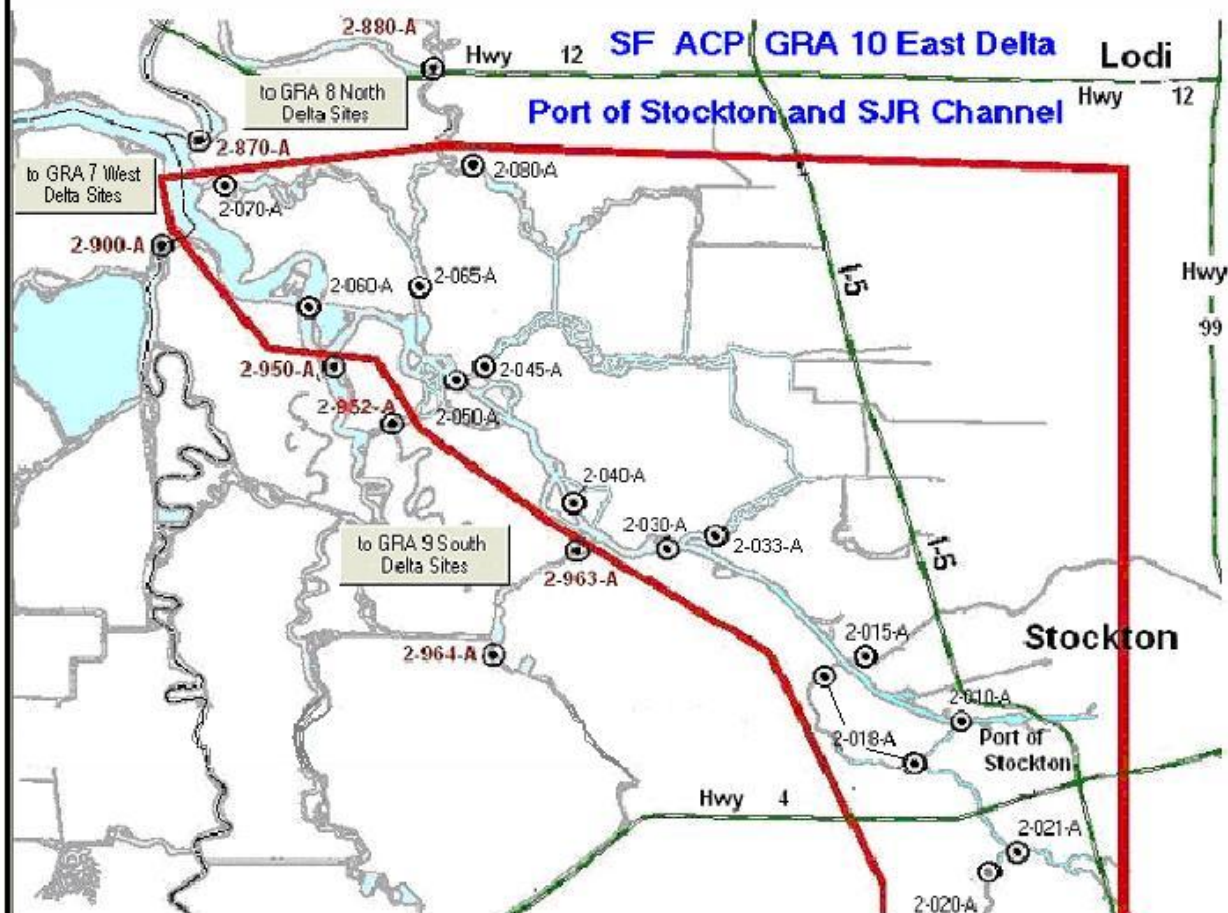 2-880-A
SF ACP GRA 10 East Delta
Lodi
Hwy 12
Hwy 12
to GRA 8 North
Delta Sites
Port of Stockton and SJR Channel
2-870-A
to GRA 7 West
Delta Sites
2-080-A
2-070-A
2-900-A
2-060-A
2-065-A
I-5
Hwy
99
2-950-A
2-045-A
2-952-A
2-050-A
2-040-A
2-030-A
2-033-A
to GRA 9 South
Delta Sites
2-963-A
I-5
2-015-A
Stockton
2-964-A
2-010-A
2-018-A
Port of
Stockton
Hwy 4
2-021-A
2-020-A